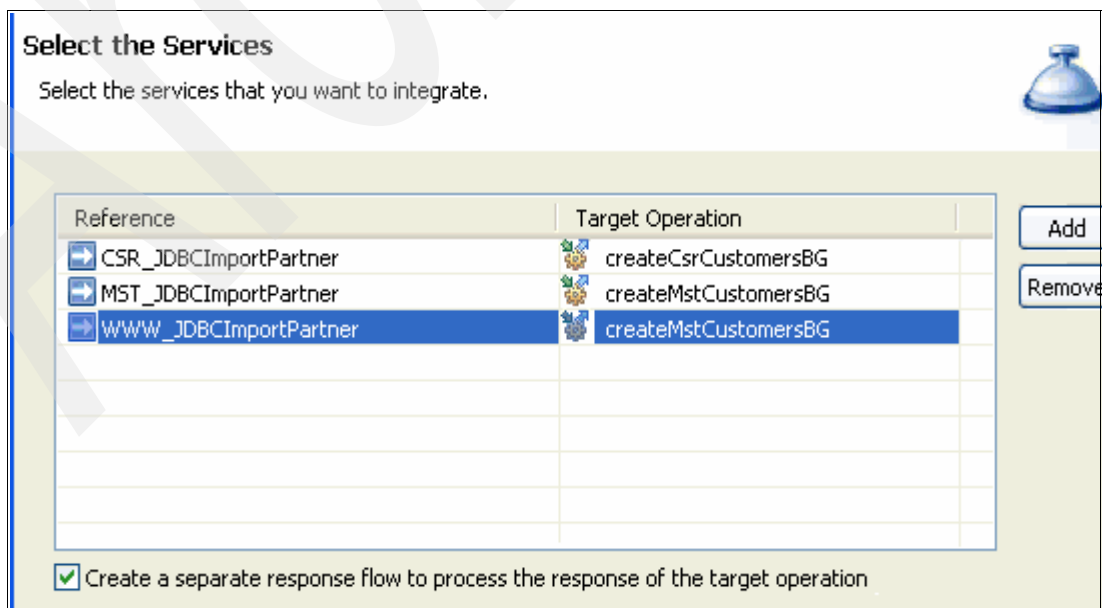 Select the Services
Select the services that you want to integrate.
Reference Target Operation
Add
CSR_JDBCImportPartner createCsrCustomersBG
MST_JDBCImportPartner createMstCustomersBG
Remove
WWW_JDBCImportPartner createMstCustomersBG
Create a separate response flow to process the response of the target operation